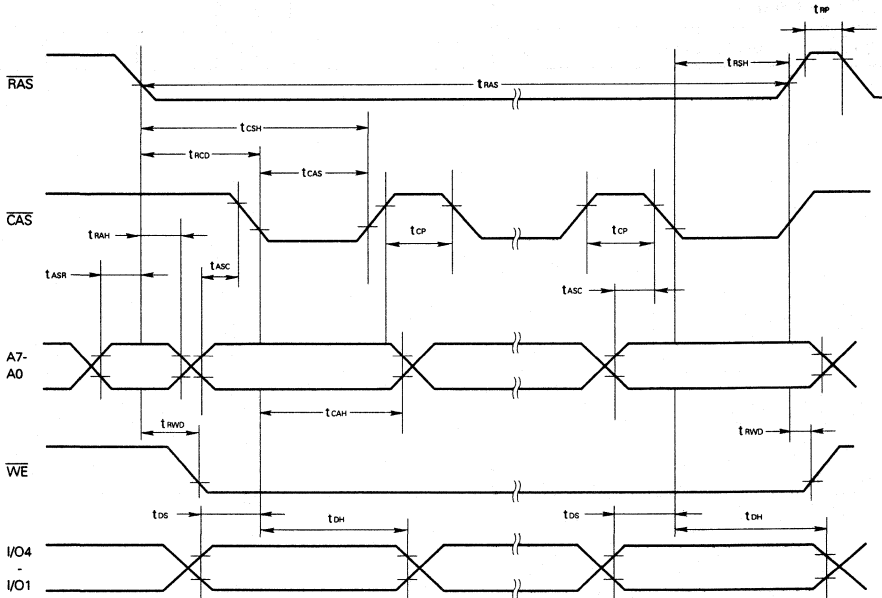 tRP
tRSH
RAS
tRAS
tCSH
tRCD
tCAS
CAS
tRAH
tCP
tCP
tASR
tASC
tASC
A7-
A0
tCAH
tRWD
tRWD
WE
tDS
tDH
tDS
tDH
I/O4
-
I/O1